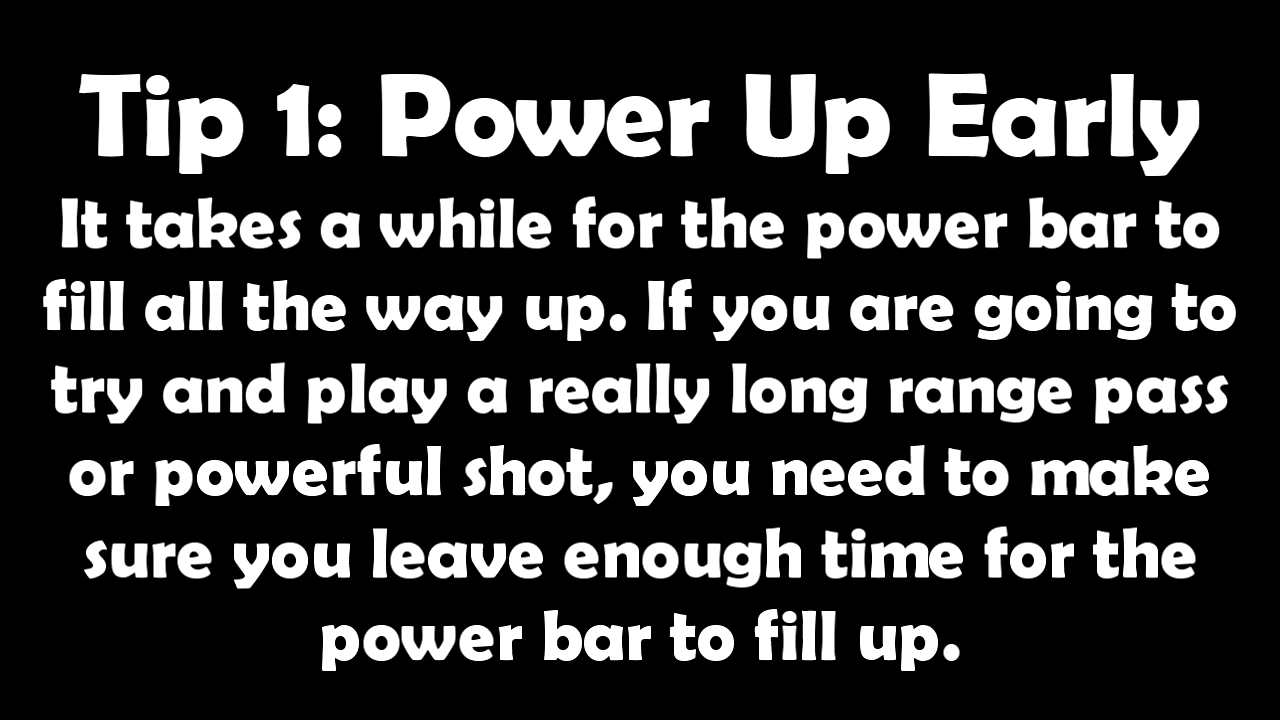 Tip 1: Power Up Early
It takes a while for the power bar to
fill all the way up. If you are going to
try and play a really long range pass
or powerful shot, you need to make
sure you leave enough time for the
power bar to fill up.